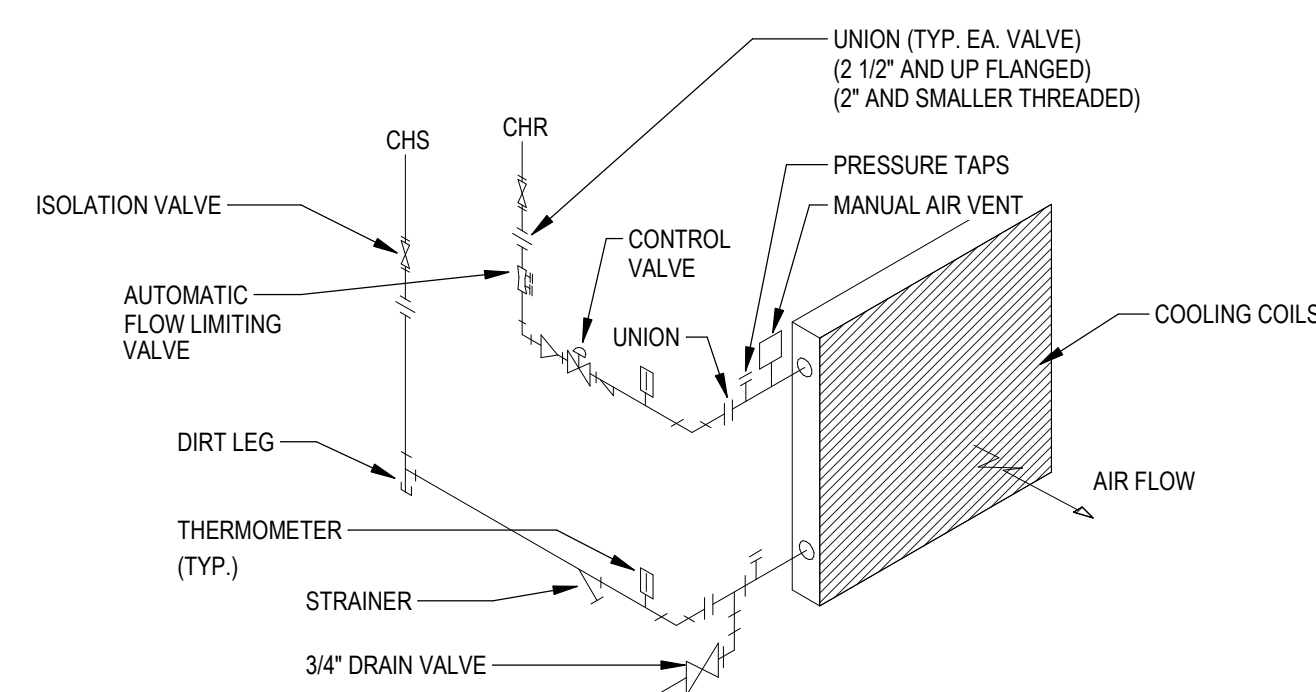 UNION (TYP. EA. VALVE)
(2 1/2" AND UP FLANGED)
(2" AND SMALLER THREADED)
CHS
CHR
PRESSURE TAPS
ISOLATION VALVE
MANUAL AIR VENT
CONTROL
VALVE
AUTOMATIC
FLOW LIMITING
VALVE
UNION
COOLING COILS
DIRT LEG
AIR FLOW
THERMOMETER
(TYP.)
STRAINER
3/4" DRAIN VALVE